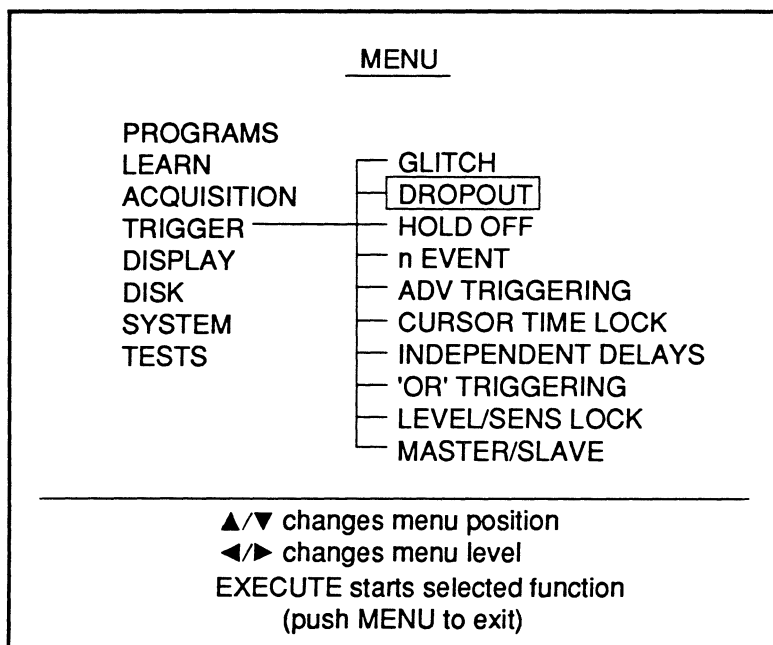 MENU
PROGRAMS
LEARN
ACQUISITION
TRIGGER
DISPLAY
DISK
SYSTEM
TESTS
GLITCH
DROPOUT
HOLD OFF
n EVENT
ADV TRIGGERING
CURSOR TIME LOCK
INDEPENDENT DELAYS
'OR' TRIGGERING
LEVEL/SENS LOCK
MASTER/SLAVE
▲/▼ changes menu position
◄/► changes menu level
EXECUTE starts selected function
(push MENU to exit)